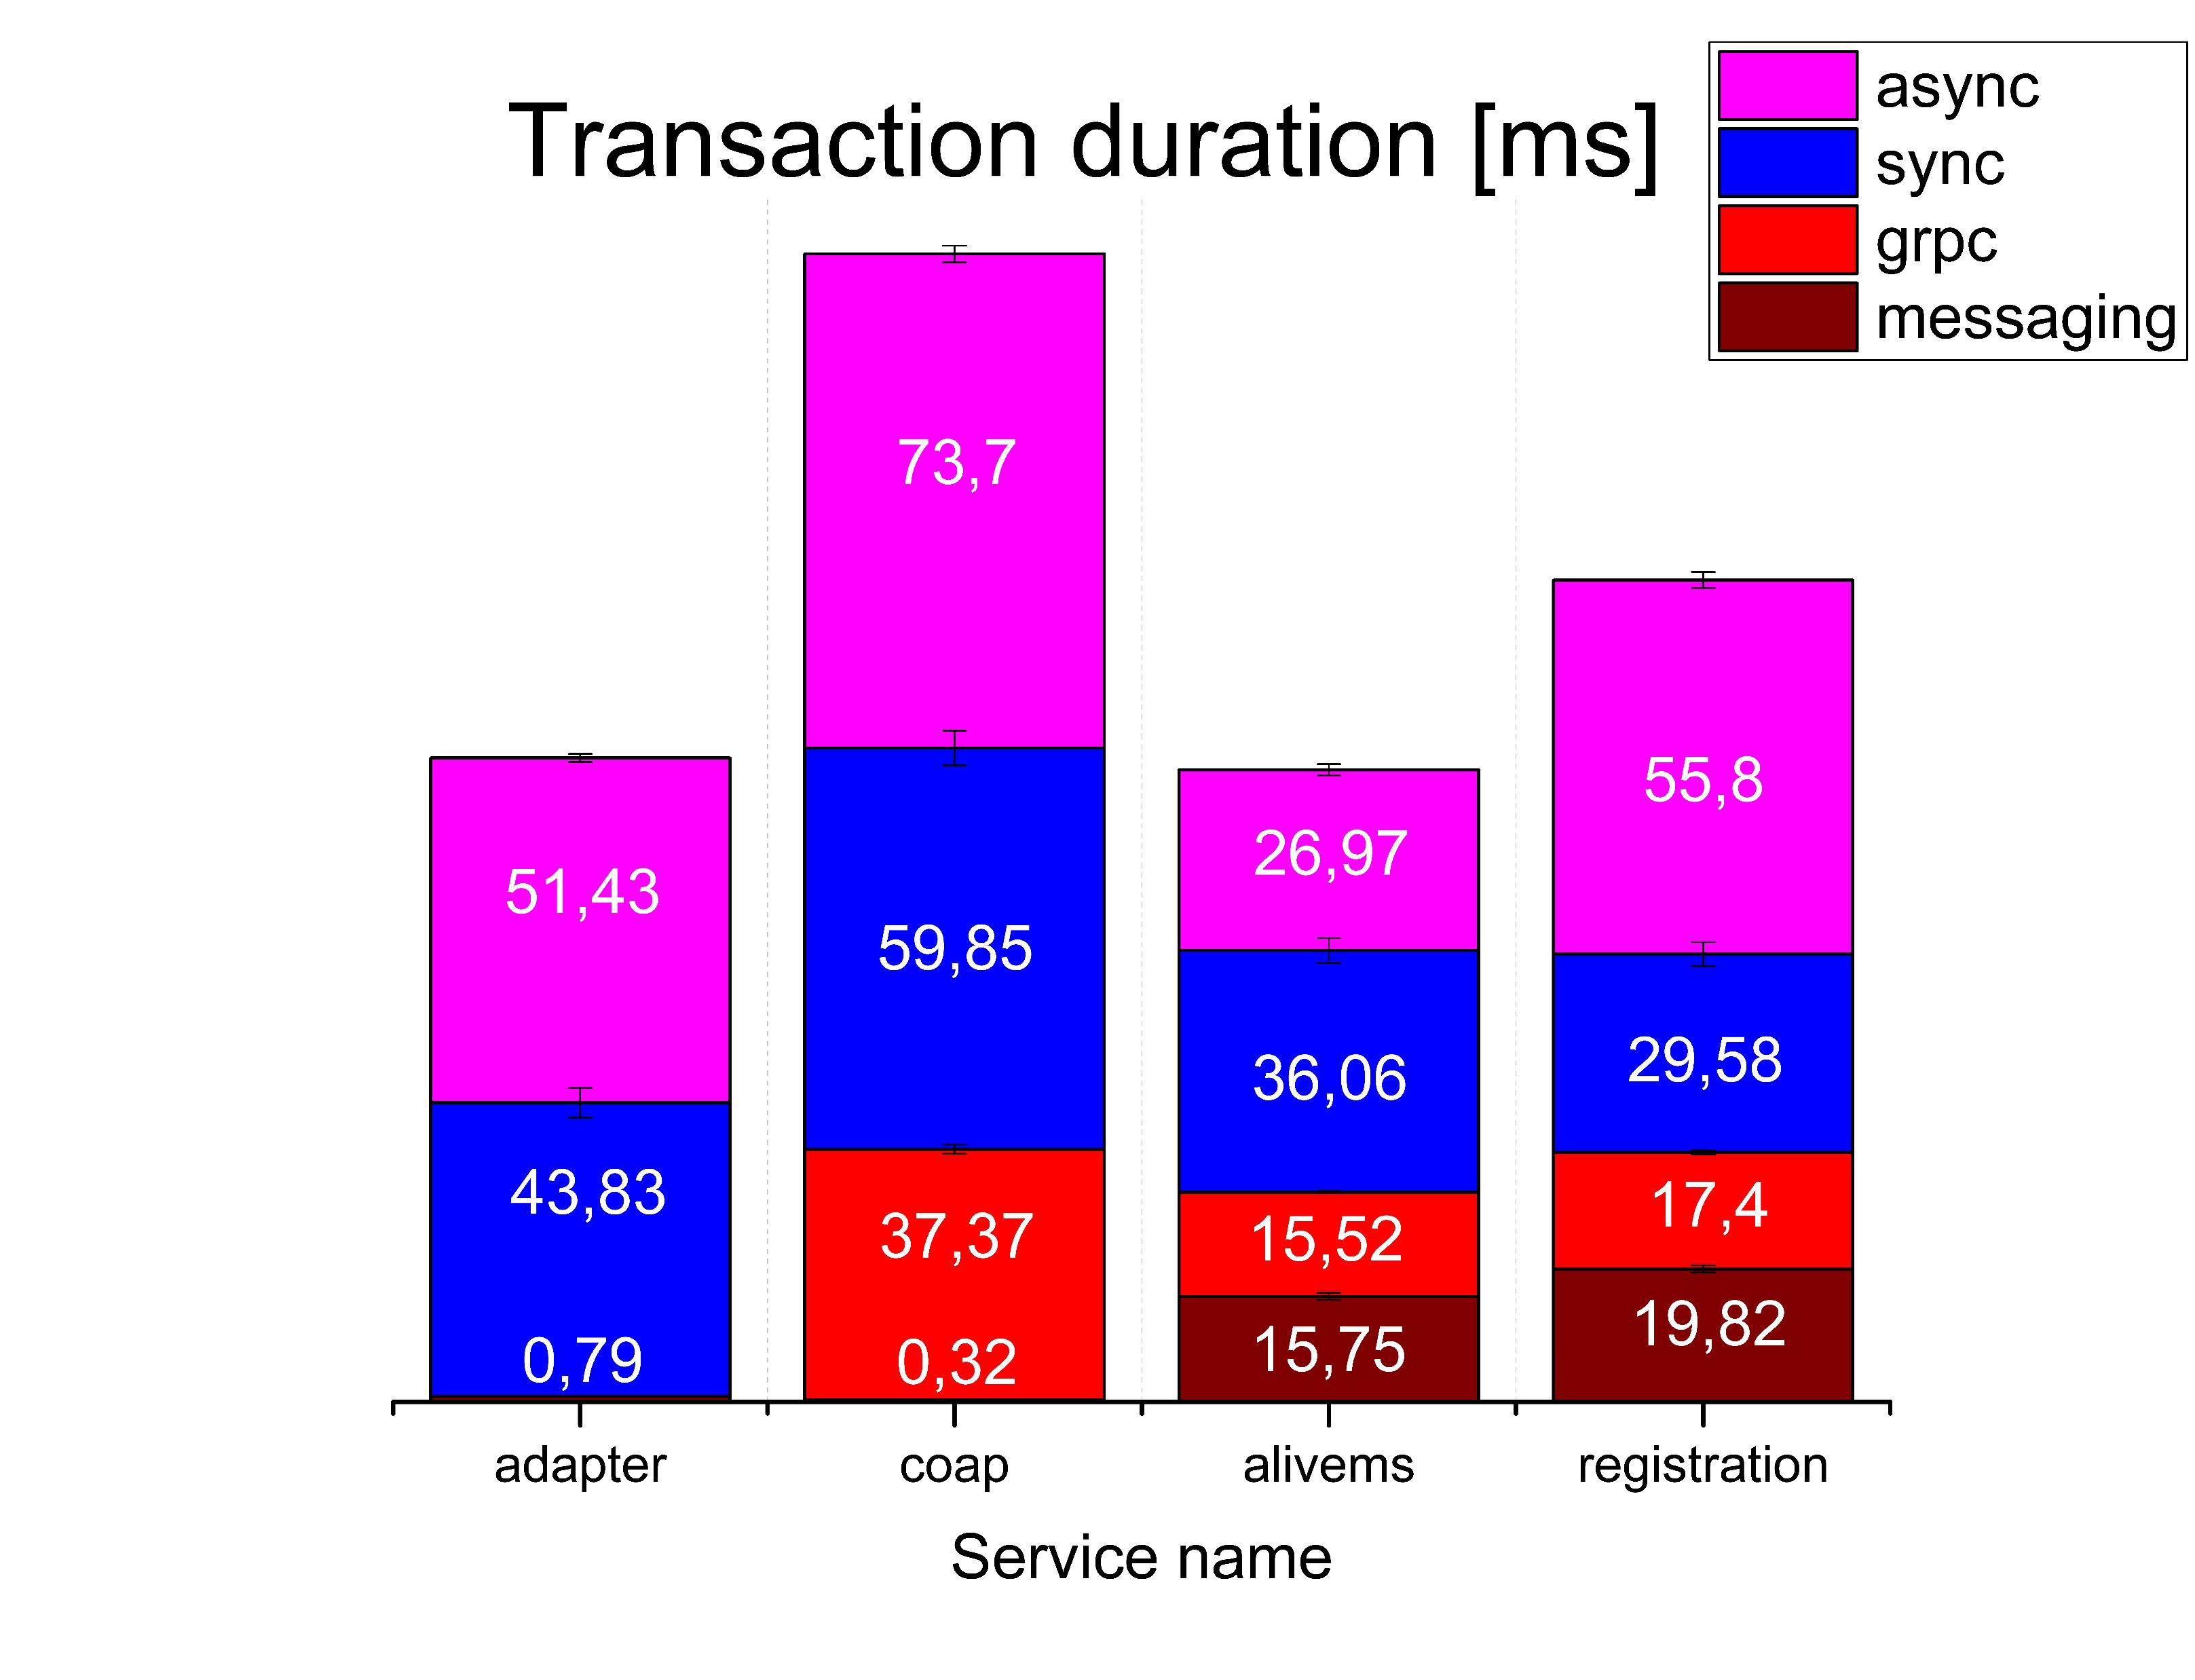 Transaction duration [ms]
async
sync
grpc
messaging
73,7
55,8
26,97
51,43
59,85
29,58
36,06
43,83
17,4
37,37
15,52
19,82
15,75
0,79
0,32
adapter
coap
alivems
registration
Service name